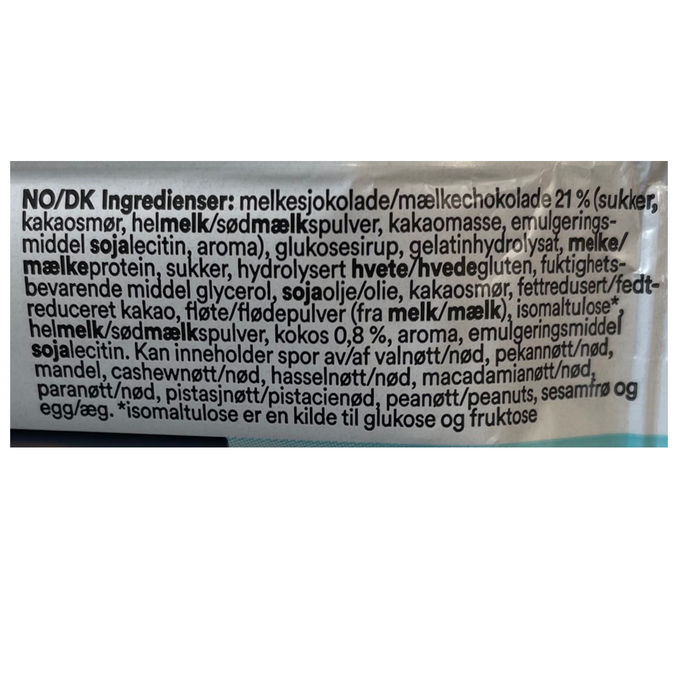 NO/DK Ingredienser: melkesjokolade/mælkechokolade 21 % (sukker,
kakaosmør, helmelk/sødmælkspulver, kakaomasse, emulgerings-
middel sojalecitin, aroma), glukosesirup, gelatinhydrolysat, melke/
mælkeprotein, sukker, hydrolysert hvete/hvedegluten, fuktighets-
bevarende middel glycerol, sojaolje/olie, kakaosmør, fettredusert/fedt-
reduceret kakao, fløte/flødepulver (fra melk/mælk), isomaltulose*,
helmelk/sødmælkspulver, kokos 0,8 %, aroma, emulgeringsmiddel
sojalecitin. Kan inneholder spor av/af valnøtt/nød, pekannøtt/nød,
mandel, cashewnøtt/nød, hasselnøtt/nød, macadamianøtt/nød,
paranøtt/nød, pistasjnøtt/pistacienød, peanøtt/peanuts, sesamfrø og
egg/æg. *isomaltulose er en kilde til glukose og fruktose